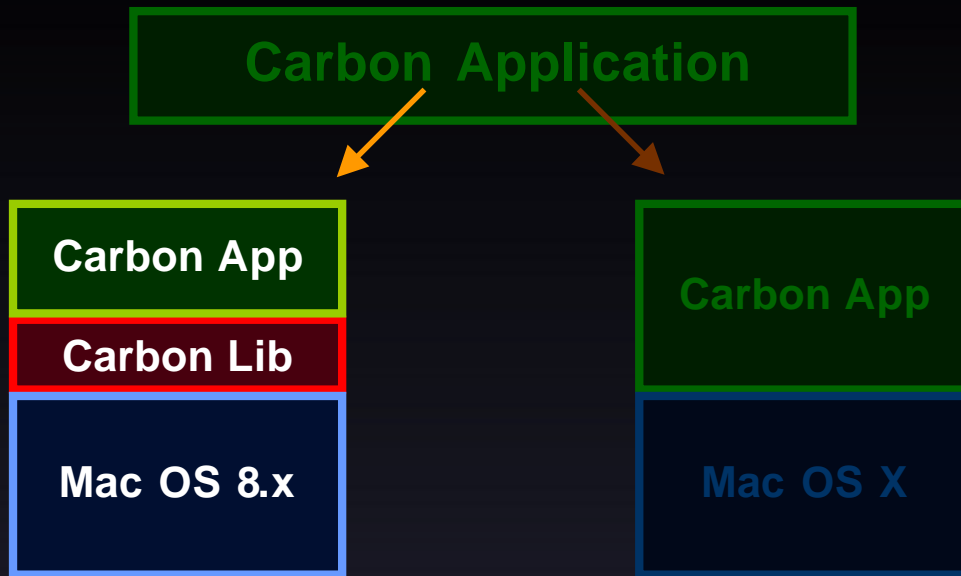 Carbon Application
Carbon App
Carbon Lib
Mac OS 8.x
Carbon App
Mac OS X